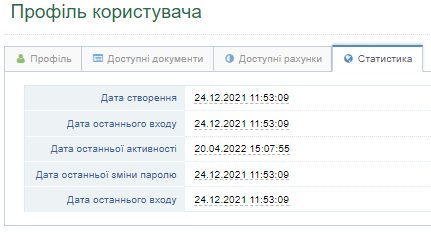 Профіль користувача
Профіль Доступні документи Доступні рахунки Статистика
Дата створення 24.12.2021 11:53:09
Дата останнього входу 24.12.2021 11:53:09
Дата останньої активності 20.04.2022 15:07:55
Дата останньої зміни паролю 24.12.2021 11:53:09
Дата останнього входу 24.12.2021 11:53:09